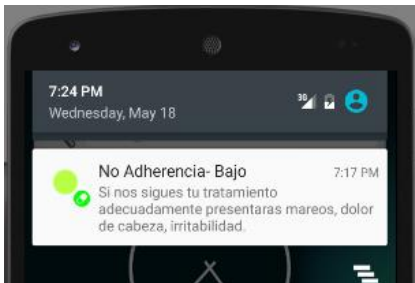 7:24 PM
Wednesday, May 18
3G
No Adherencia- Bajo
7:17 PM
Si nos sigues tu tratamiento
adecuadamente presentaras mareos, dolor
de cabeza, irritabilidad.